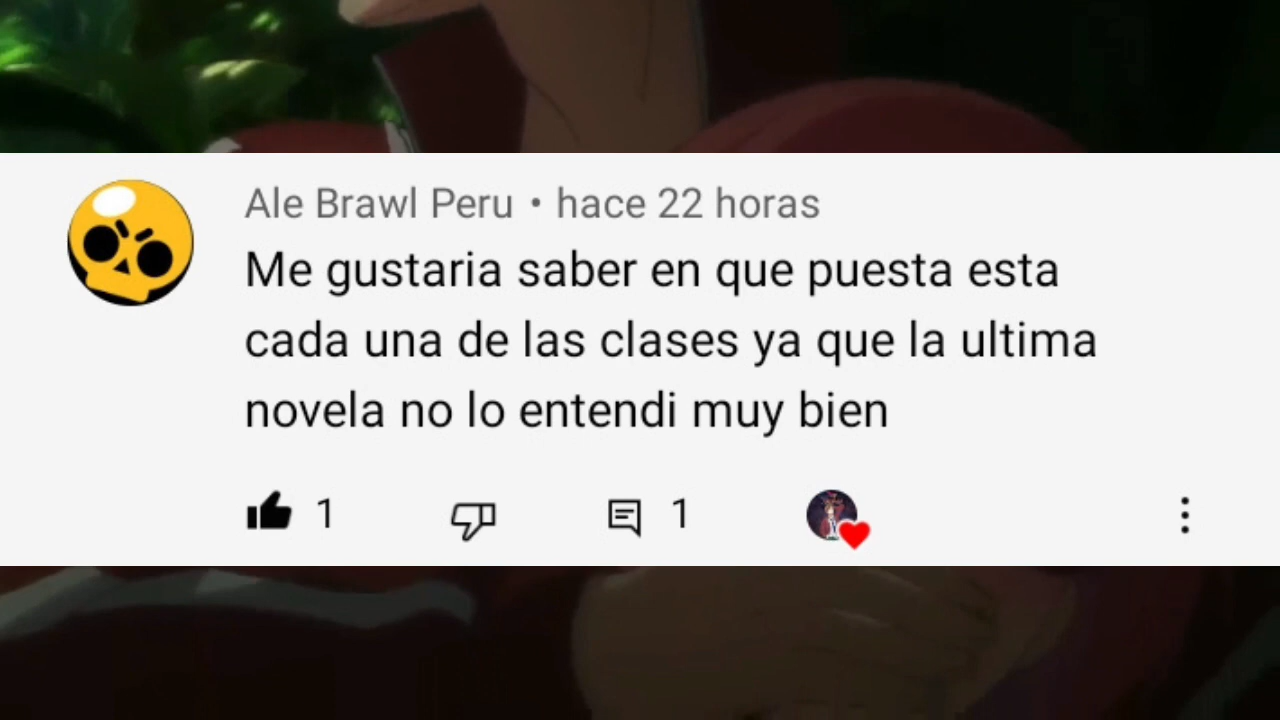 Ale Brawl Peru • hace 22 horas
Me gustaria saber en que puesta esta
cada una de las clases ya que la ultima
novela no lo entendi muy bien
1 1